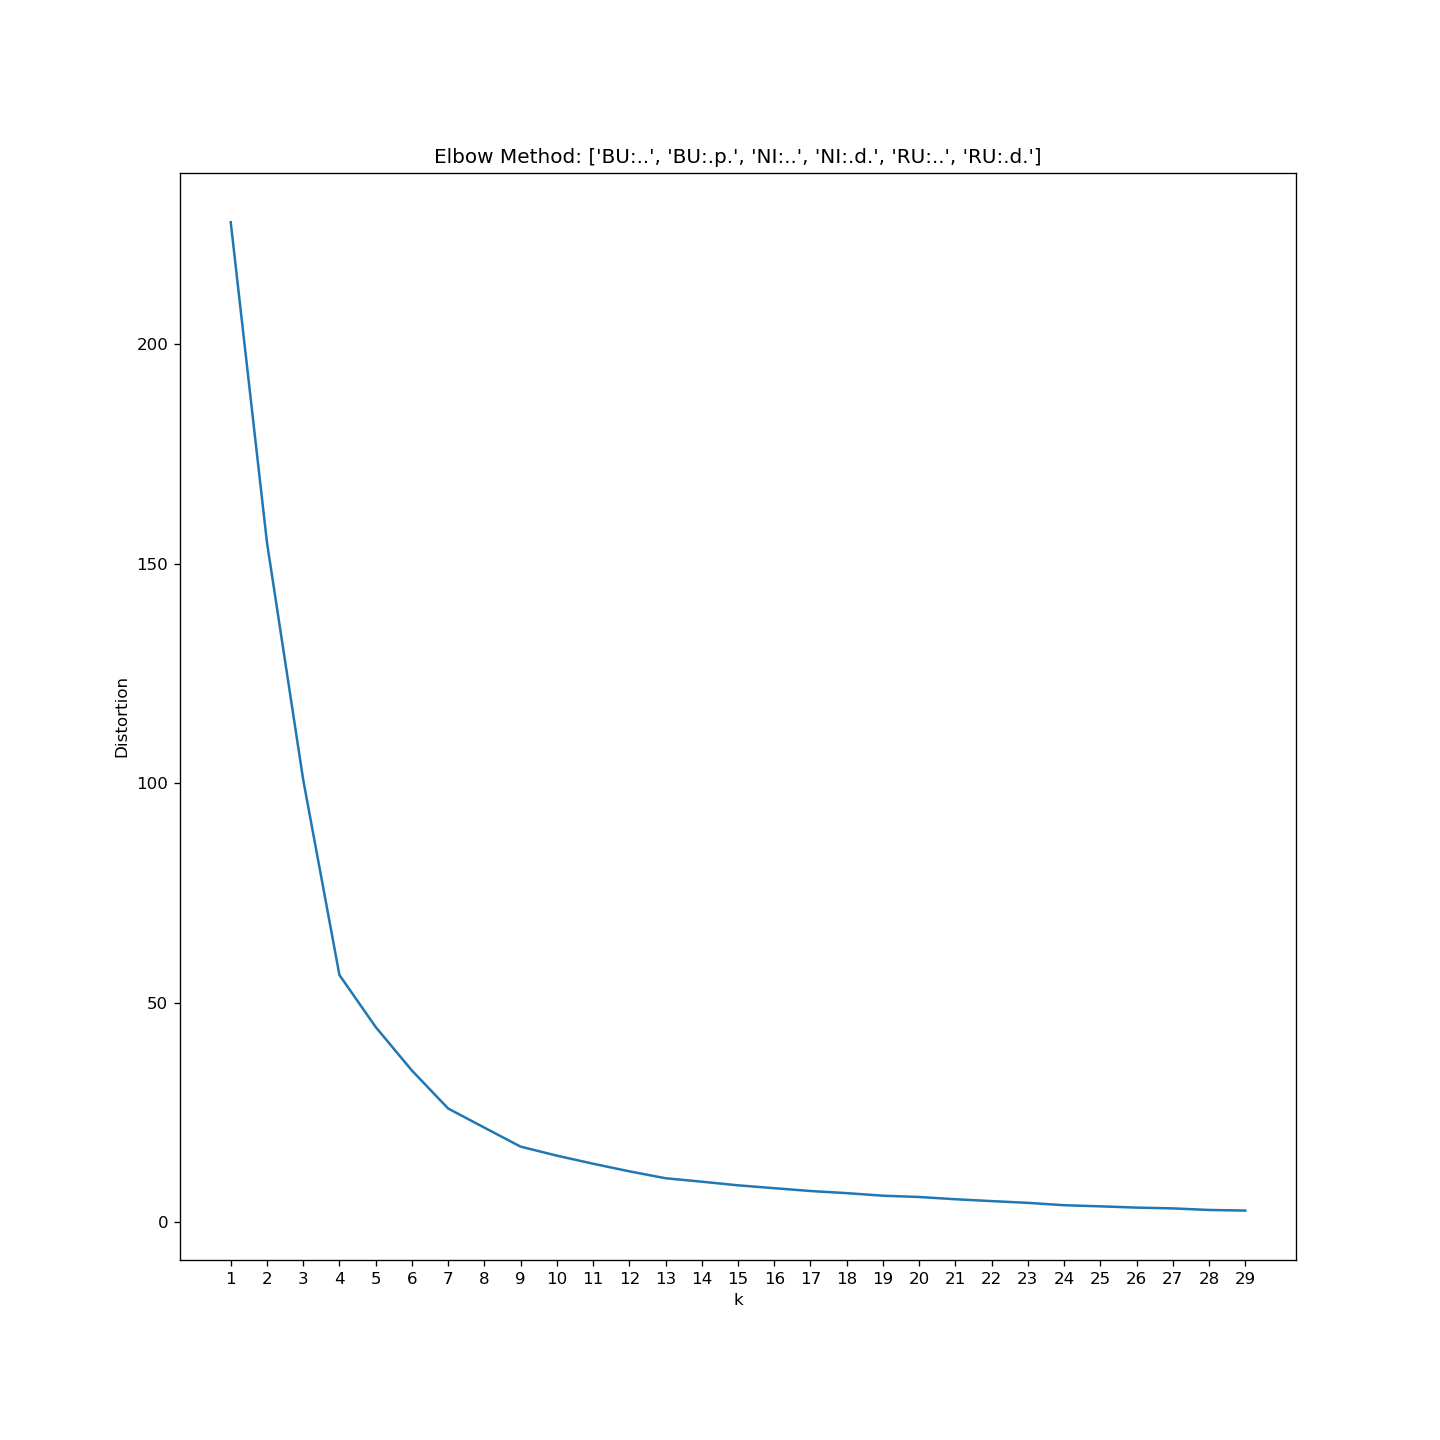 Elbow Method: ['BU:..', 'BU:.p.', 'NI:..', 'NI:.d.', 'RU:..', 'RU:.d.']
200
150
100
50
0
Distortion
1 2 3 4 5 6 7 8 9 10 11 12 13 14 15 16 17 18 19 20 21 22 23 24 25 26 27 28 29
k